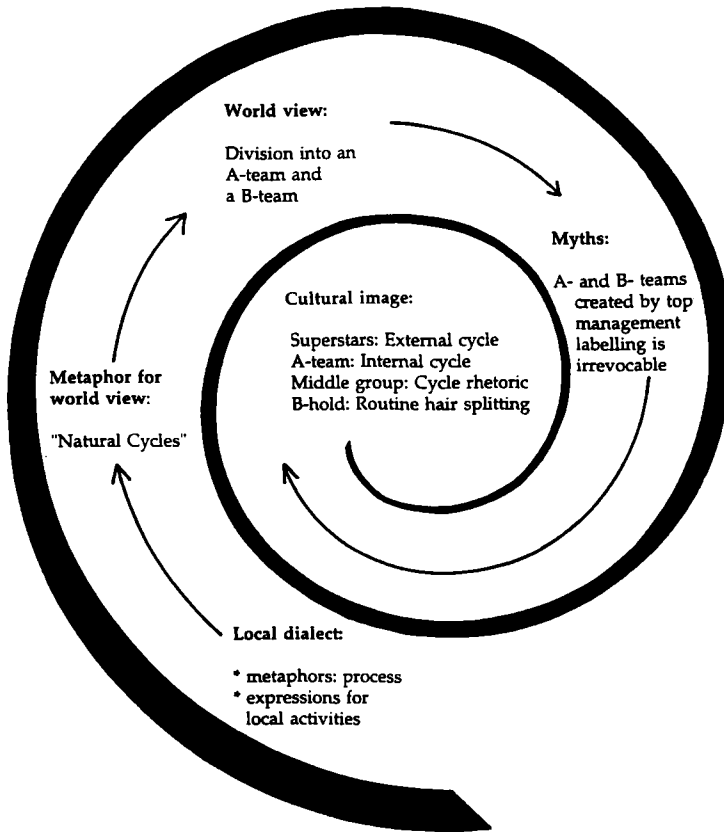 World view:
Division into an
A-team and
a B-team
Myths:
A- and B- teams
created by top
management
labelling is
irrevocable
Cultural image:
Superstars: External cycle
A-team: Internal cycle
Middle group: Cycle rhetoric
B-hold: Routine hair splitting
Metaphor for
world view:
"Natural Cycles"
Local dialect:
* metaphors: process
* expressions for
local activities